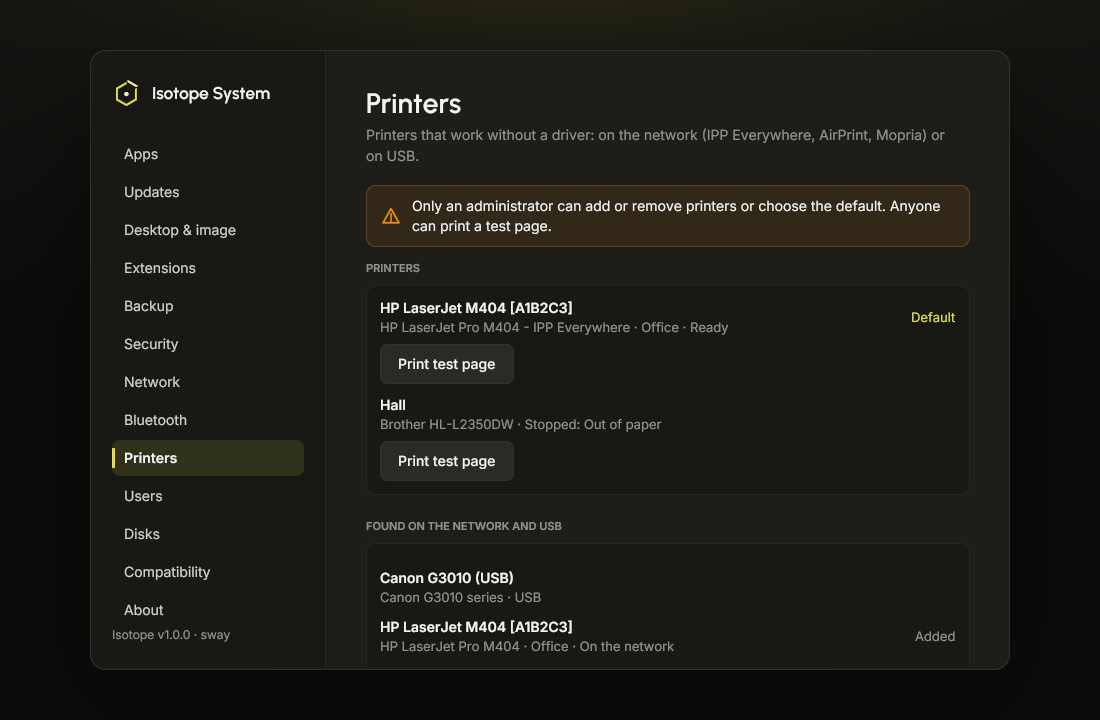 Isotope System
Apps
Updates
Desktop & image
Extensions
Backup
Security
Network
Bluetooth
Printers
Users
Disks
Compatibility
About
Isotope v1.0.0 · sway
Printers
Printers that work without a driver: on the network (IPP Everywhere, AirPrint, Mopria) or
on USB.
Only an administrator can add or remove printers or choose the default. Anyone
can print a test page.
PRINTERS
HP LaserJet M404 [A1B2C3]
HP LaserJet Pro M404 - IPP Everywhere · Office · Ready
Default
Print test page
Hall
Brother HL-L2350DW · Stopped: Out of paper
Print test page
FOUND ON THE NETWORK AND USB
Canon G3010 (USB)
Canon G3010 series · USB
HP LaserJet M404 [A1B2C3]
HP LaserJet Pro M404 · Office · On the network
Added